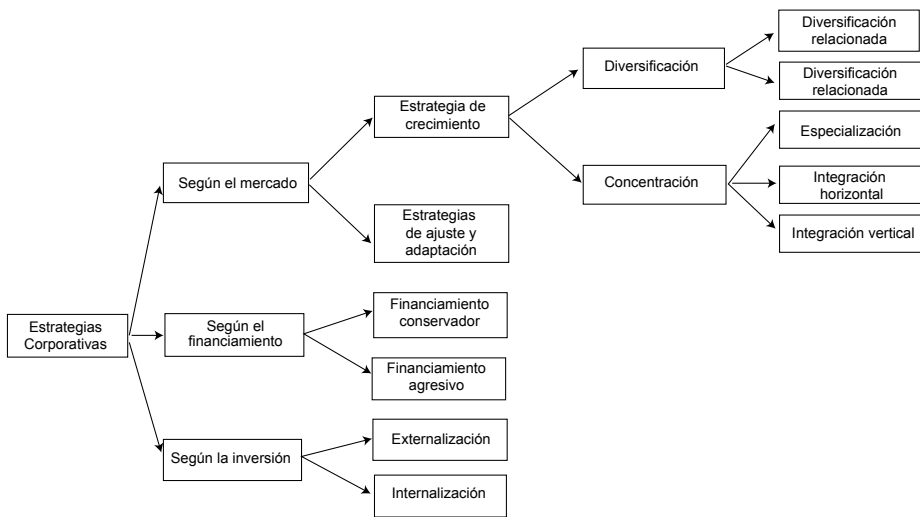 Diversificación
relacionada
Diversificación
Diversificación
relacionada
Estrategia de
crecimiento
Especialización
Según el mercado
Concentración
Integración
horizontal
Estrategias
de ajuste y
adaptación
Integración vertical
Estrategias
Corporativas
Según el
financiamiento
Financiamiento
conservador
Financiamiento
agresivo
Según la inversión
Externalización
Internalización